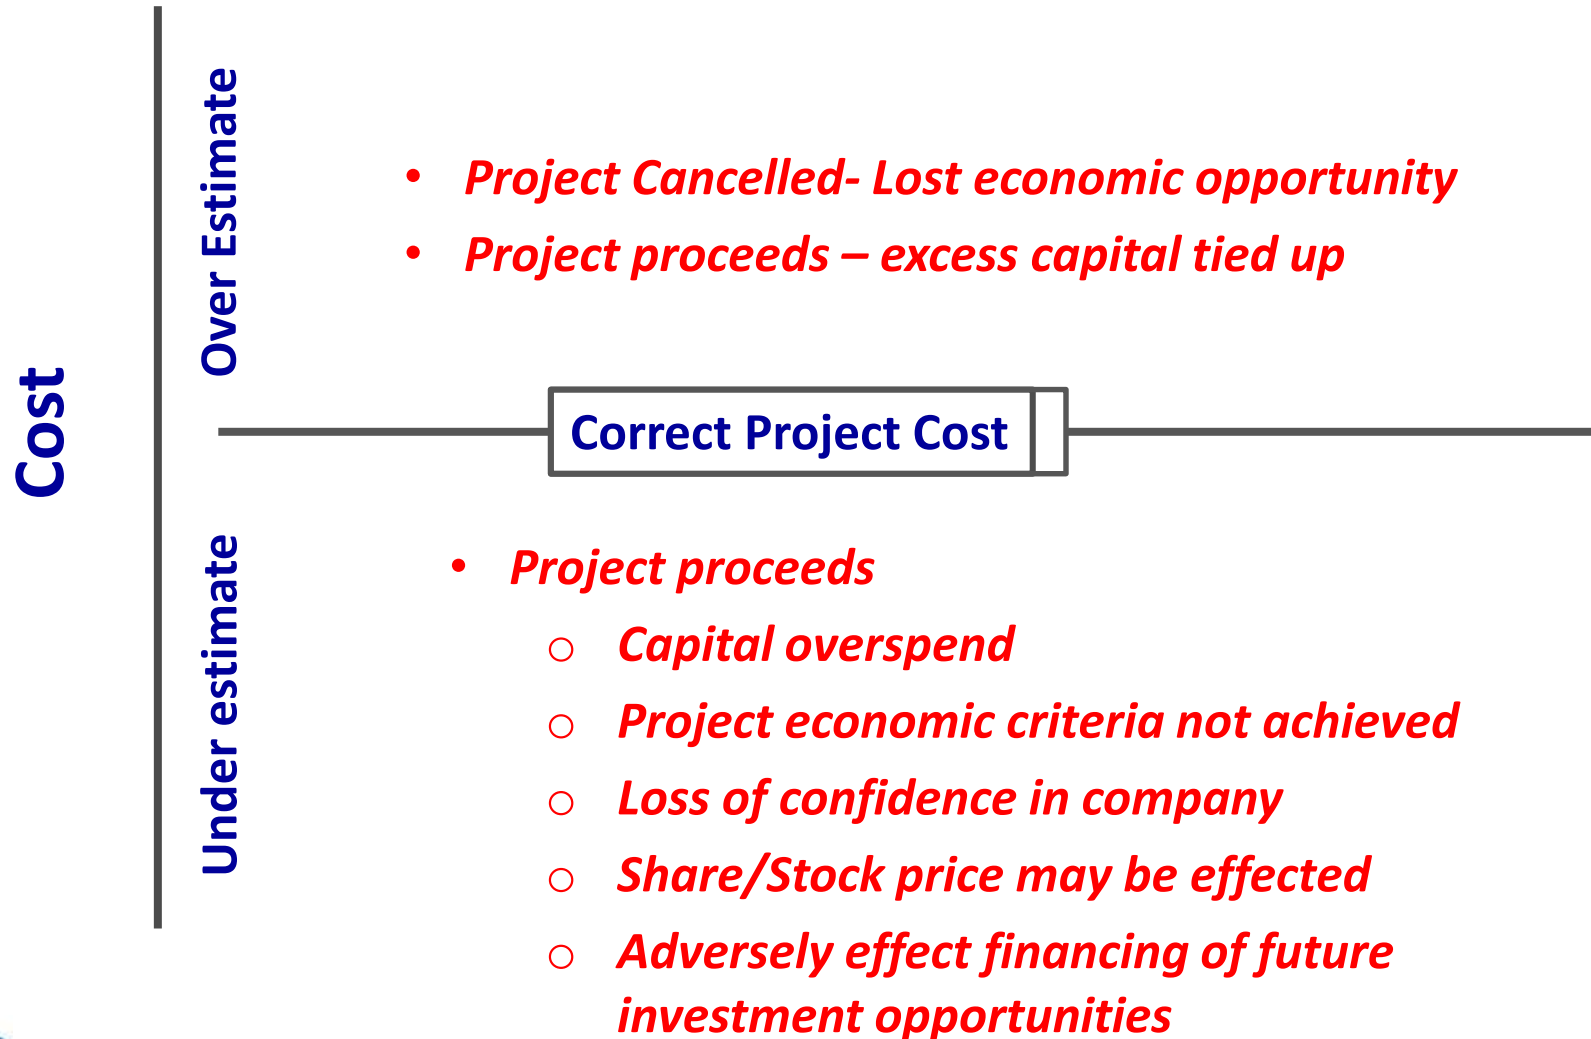 Cost
Over Estimate
• Project Cancelled- Lost economic opportunity
• Project proceeds – excess capital tied up
Correct Project Cost
Under estimate
• Project proceeds
o Capital overspend
o Project economic criteria not achieved
o Loss of confidence in company
o Share/Stock price may be effected
o Adversely effect financing of future
investment opportunities